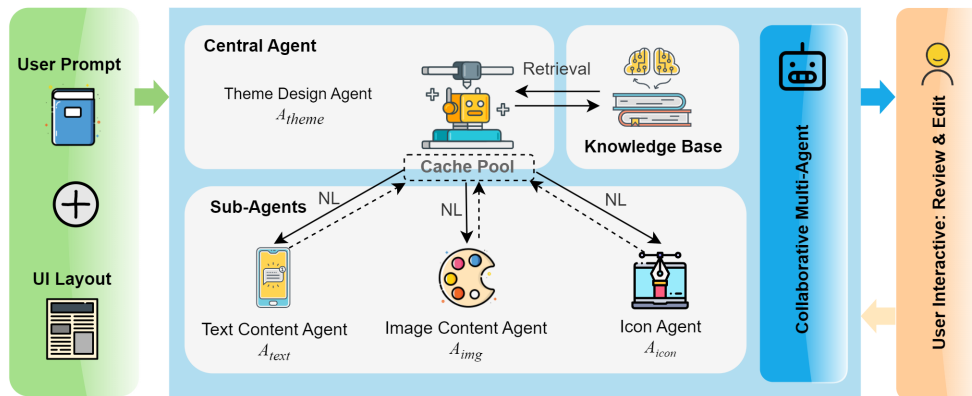 User Prompt
UI Layout
Central Agent
Theme Design Agent
A_theme
Retrieval
Knowledge Base
Cache Pool
Sub-Agents
NL
NL
NL
Text Content Agent
A_text
Image Content Agent
A_img
Icon Agent
A_icon
Collaborative Multi-Agent
User Interactive: Review & Edit